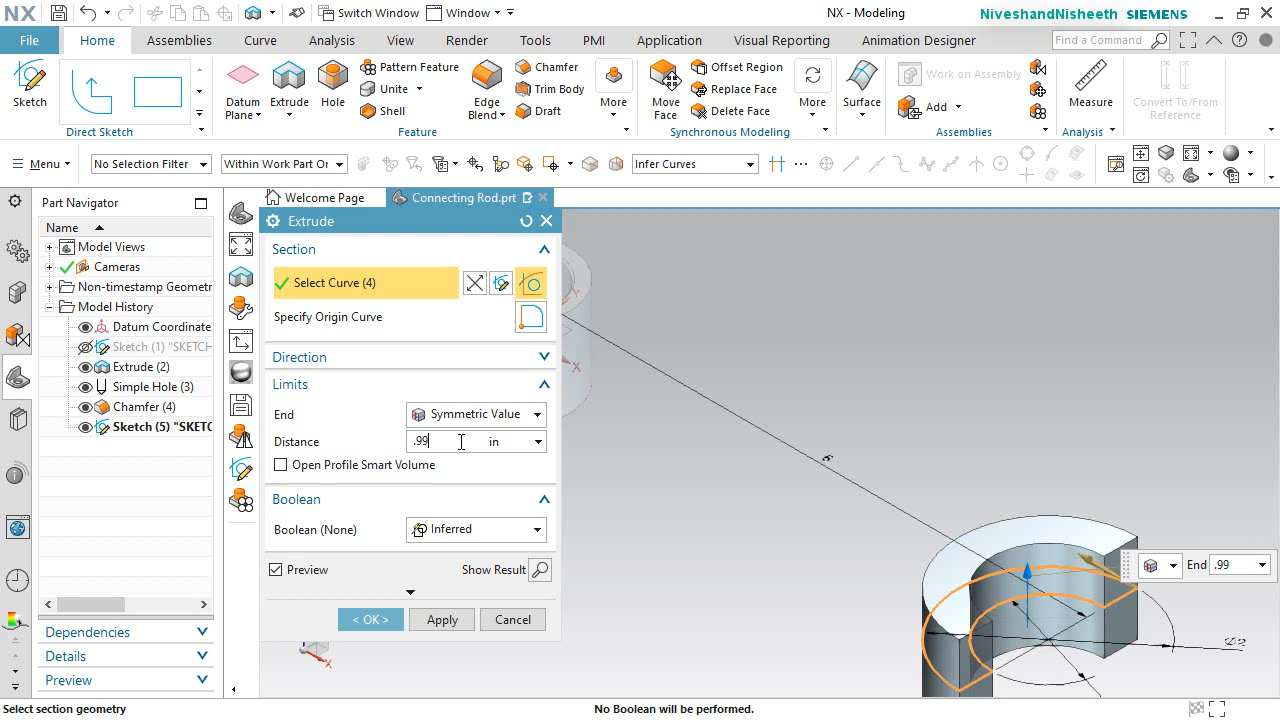 NX Switch Window Window NX - Modeling NiveshandNisheeth SIEMENS
File Home Assemblies Curve Analysis View Render Tools PMI Application Visual Reporting Animation Designer Find a Command
Sketch Datum Plane Extrude Hole Pattern Feature Unite Shell Edge Blend Chamfer Trim Body Draft More Move Face Offset Region Replace Face Delete Face More Surface Work on Assembly Add Measure Convert To/From Reference
Direct Sketch Feature Synchronous Modeling Assemblies Analysis
Menu No Selection Filter Within Work Part On Infer Curves
Part Navigator Welcome Page Connecting Rod.prt
Name Extrude
Model Views
Cameras
Non-timestamp Geometr
Model History
Datum Coordinate
Sketch (1) "SKETCH
Extrude (2)
Simple Hole (3)
Chamfer (4)
Sketch (5) "SKETC
Section
Select Curve (4)
Specify Origin Curve
Direction
Limits
End Symmetric Value
Distance .99 in
Open Profile Smart Volume
Boolean
Boolean (None) Inferred
Preview Show Result
< OK > Apply Cancel
Dependencies
Details
Preview
Y
X
6
End .99
Ø2
X
Select section geometry No Boolean will be performed.